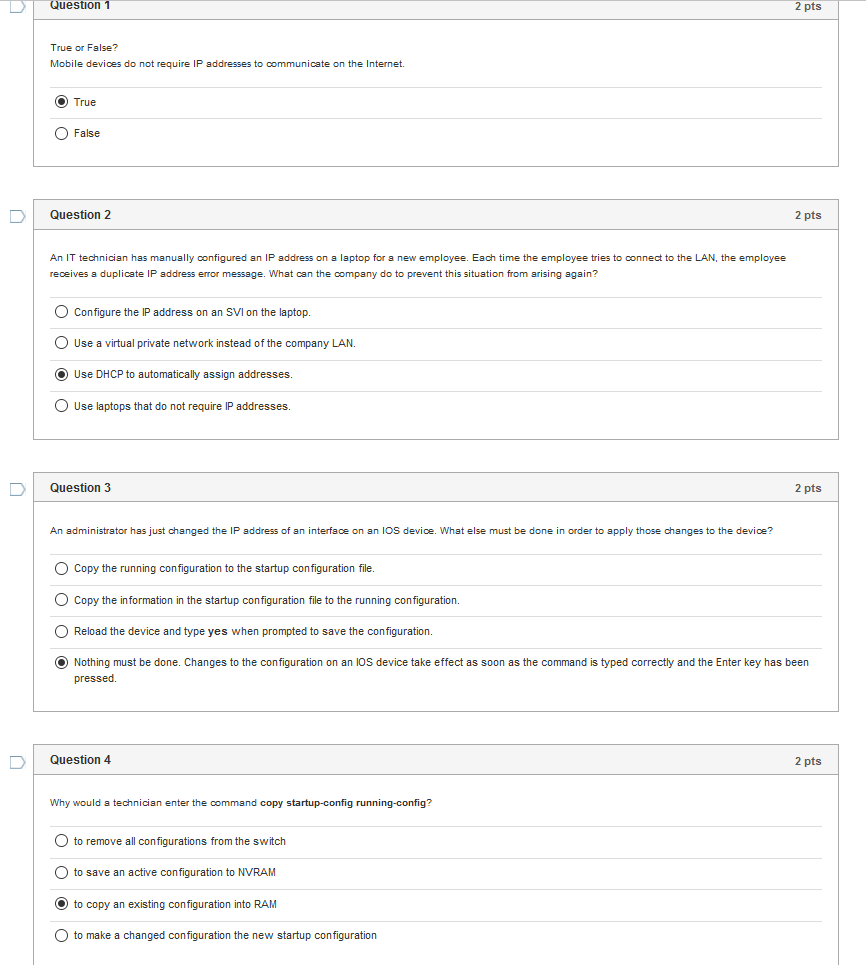 Question 1
2 pts
True or False?
Mobile devices do not require IP addresses to communicate on the Internet.
True
False
Question 2
2 pts
An IT technician has manually configured an IP address on a laptop for a new employee. Each time the employee tries to connect to the LAN, the employee
receives a duplicate IP address error message. What can the company do to prevent this situation from arising again?
Configure the IP address on an SVI on the laptop.
Use a virtual private network instead of the company LAN.
Use DHCP to automatically assign addresses.
Use laptops that do not require IP addresses.
Question 3
2 pts
An administrator has just changed the IP address of an interface on an IOS device. What else must be done in order to apply those changes to the device?
Copy the running configuration to the startup configuration file.
Copy the information in the startup configuration file to the running configuration.
Reload the device and type yes when prompted to save the configuration.
Nothing must be done. Changes to the configuration on an IOS device take effect as soon as the command is typed correctly and the Enter key has been
pressed.
Question 4
2 pts
Why would a technician enter the command copy startup-config running-config?
to remove all configurations from the switch
to save an active configuration to NVRAM
to copy an existing configuration into RAM
to make a changed configuration the new startup configuration